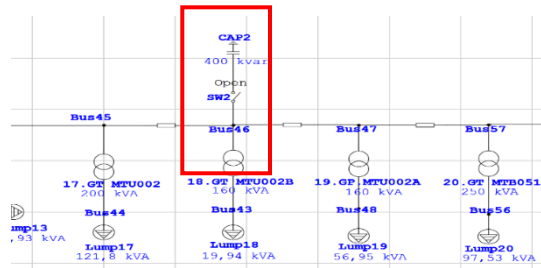 CAP2
400 kvar
Open
SW2
Bus45
Bus46
Bus47
Bus57
17.GT MTU002
200 kVA
18.GT MTU002B
160 kVA
19.GP.MTU002A
160 kVA
20.GT MTB051
250 kVA
Bus44
Bus43
Bus48
Bus56
ump13
,93 kVA
Lump17
121,8 kVA
Lump18
19,94 kVA
Lump19
56,95 kVA
Lump20
97,53 kVA